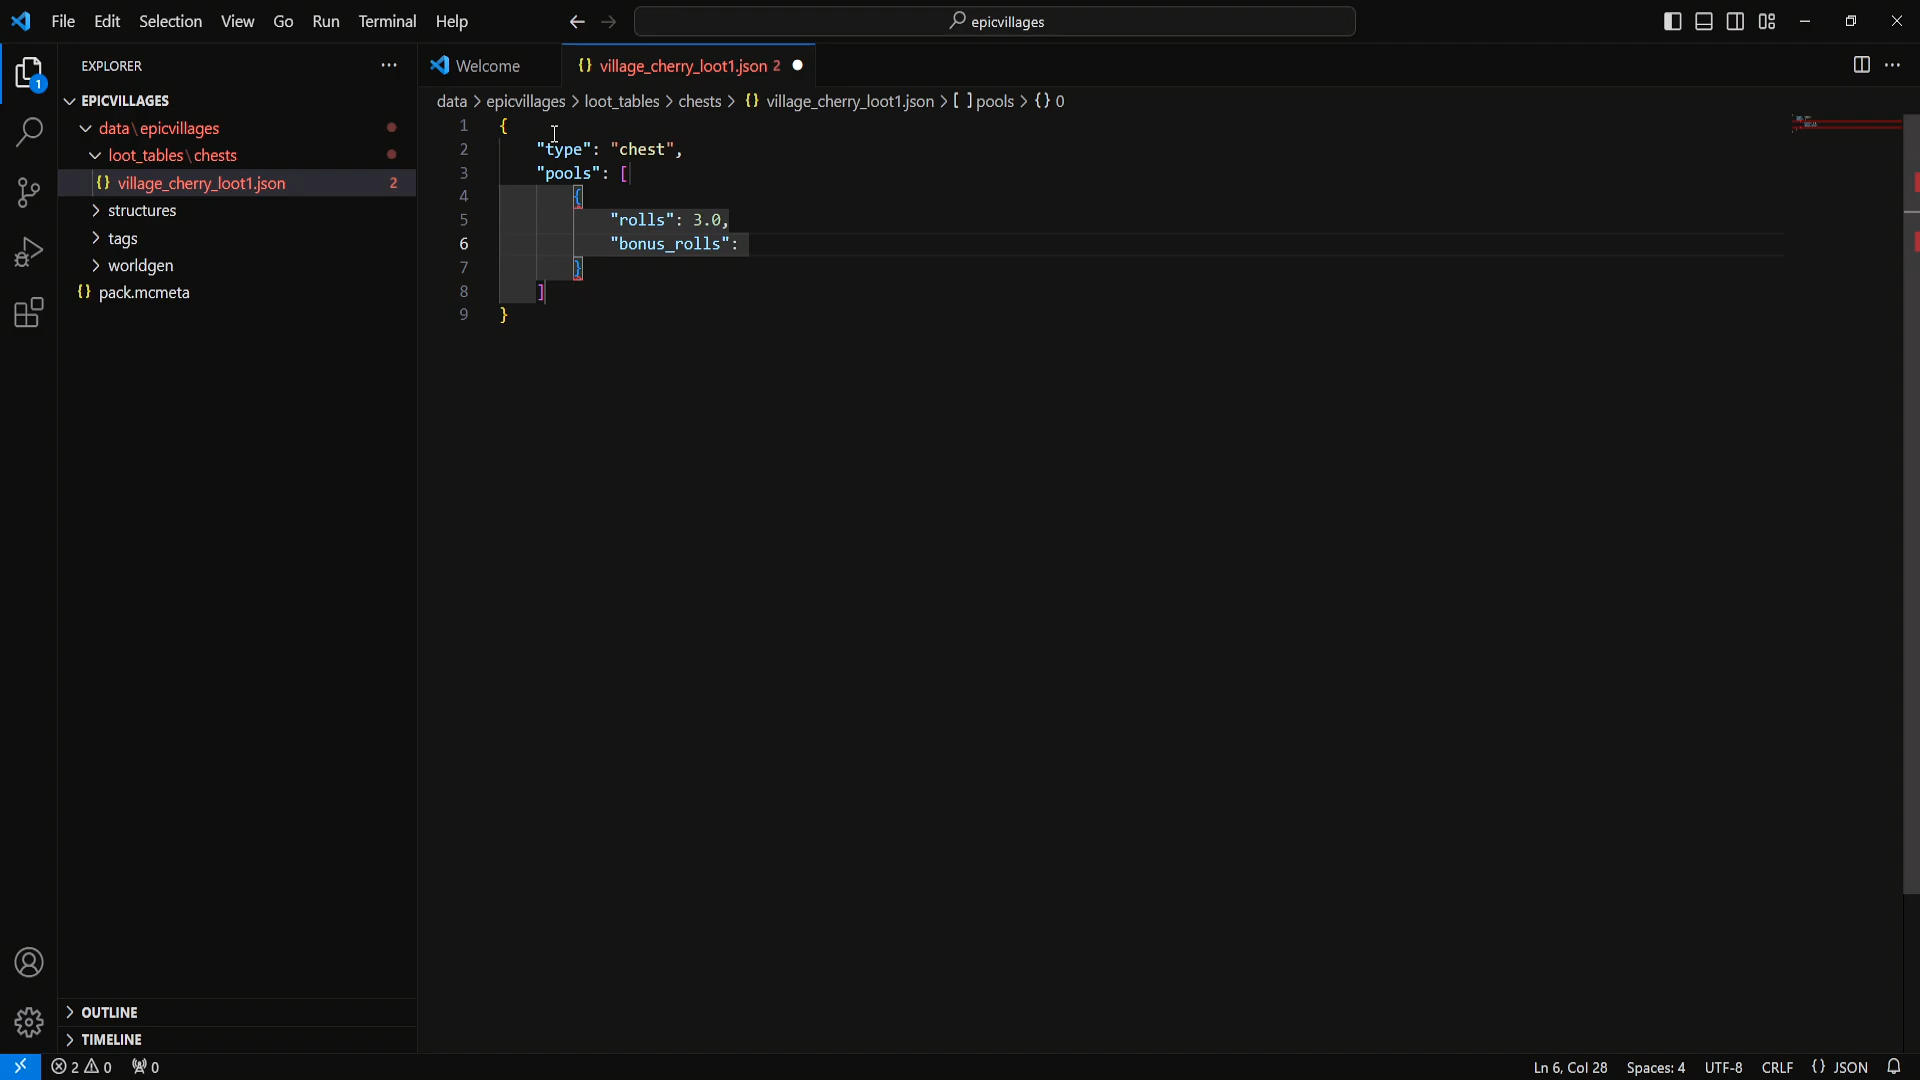 File Edit Selection View Go Run Terminal Help
epicvillages
1
EXPLORER
EPICVILLAGES
data\epicvillages
loot_tables\chests
{} village_cherry_loot1.json 2
structures
tags
worldgen
{} pack.mcmeta
OUTLINE
TIMELINE
Welcome
{} village_cherry_loot1.json 2
data > epicvillages > loot_tables > chests > {} village_cherry_loot1.json > [ ] pools > {} 0
1 {
2 "type": "chest",
3 "pools": [
4 {
5 "rolls": 3.0,
6 "bonus_rolls":
7 }
8 ]
9 }
2 0 0
Ln 6, Col 28 Spaces: 4 UTF-8 CRLF {} JSON